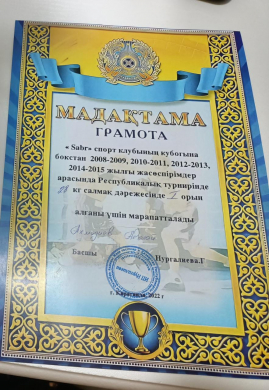 МАДАҚТАМА
ГРАМОТА
« Sabr» спорт клубының кубогына
бокстан 2008-2009, 2010-2011, 2012-2013,
2014-2015 жылғы жасөспірімдер
арасында Республикалық турнирінде
кг салмақ дәрежесінде I орын
алғаны үшін марапатталады
Басшы Нургалиева.Г
2022 г